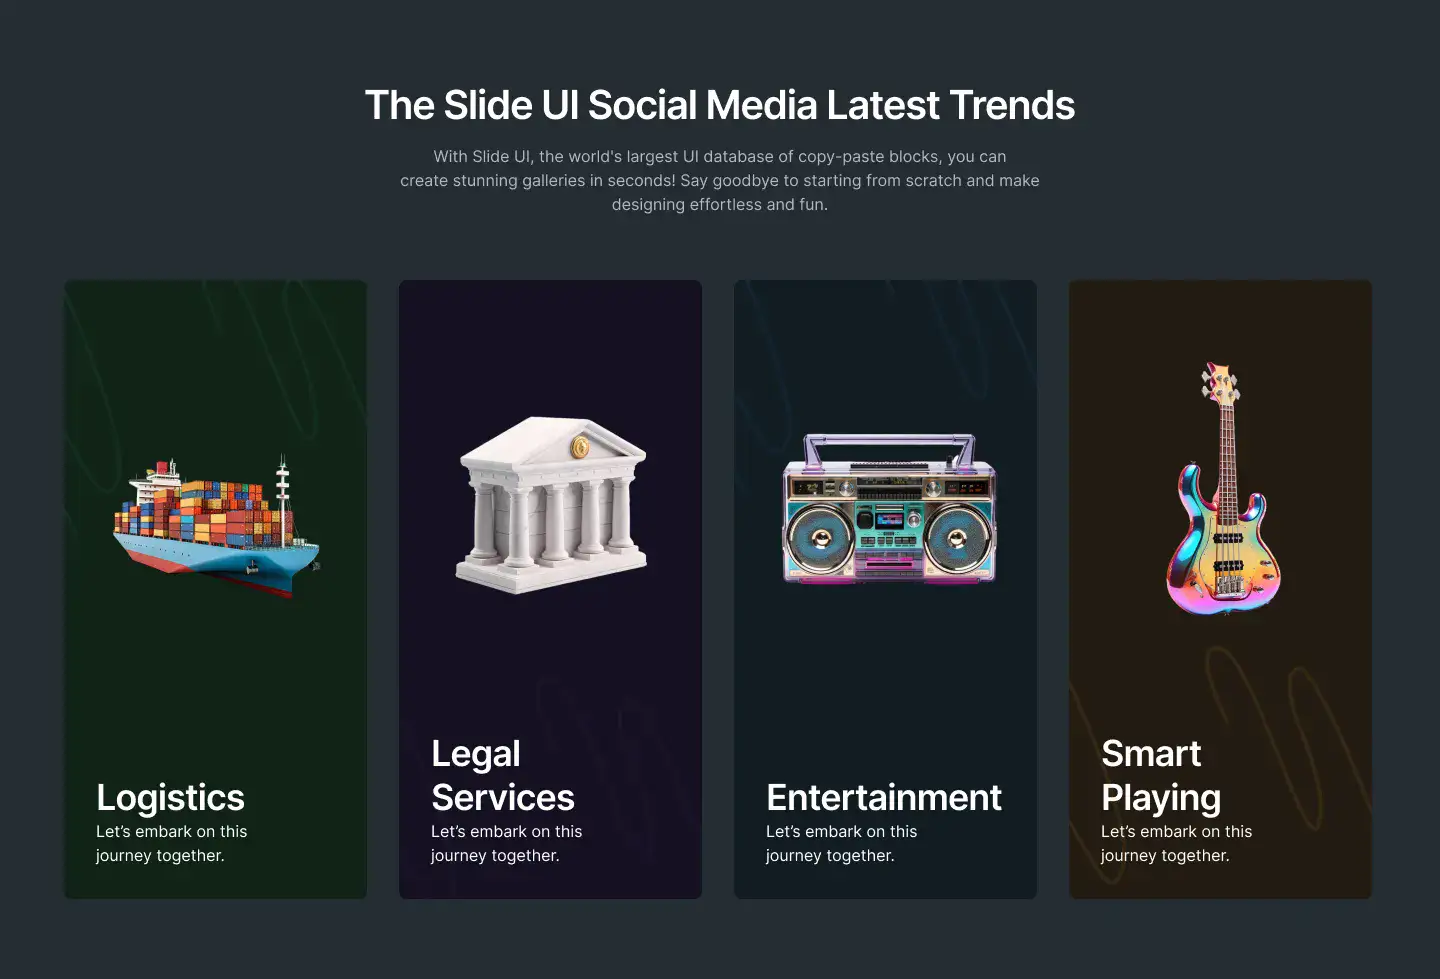 The Slide UI Social Media Latest Trends
With Slide UI, the world's largest UI database of copy-paste blocks, you can
create stunning galleries in seconds! Say goodbye to starting from scratch and make
designing effortless and fun.
Logistics
Let’s embark on this
journey together.
Legal
Services
Let’s embark on this
journey together.
Entertainment
Let’s embark on this
journey together.
Smart
Playing
Let’s embark on this
journey together.